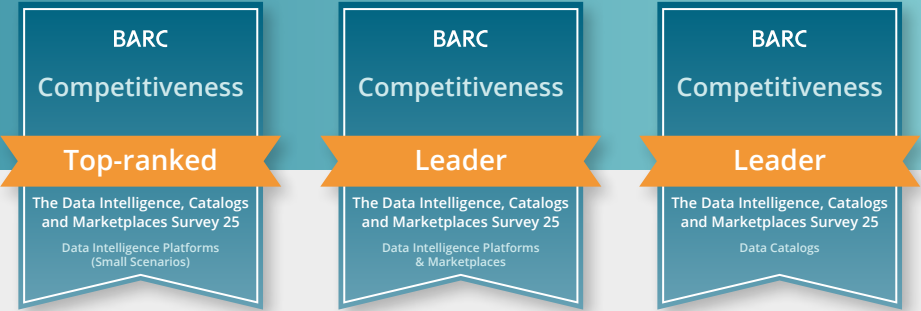 BARC
Competitiveness
Top-ranked
The Data Intelligence, Catalogs
and Marketplaces Survey 25
Data Intelligence Platforms
(Small Scenarios)
BARC
Competitiveness
Leader
The Data Intelligence, Catalogs
and Marketplaces Survey 25
Data Intelligence Platforms
& Marketplaces
BARC
Competitiveness
Leader
The Data Intelligence, Catalogs
and Marketplaces Survey 25
Data Catalogs